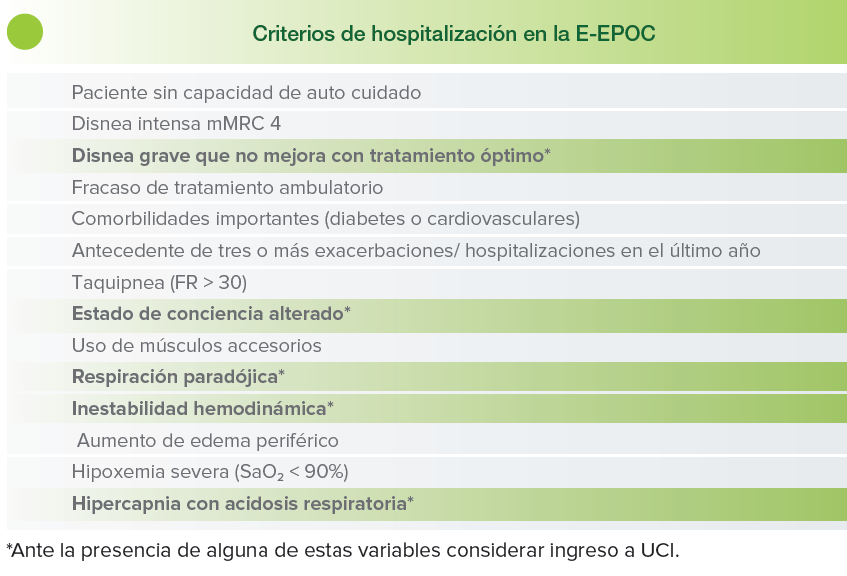 Criterios de hospitalización en la E-EPOC
Paciente sin capacidad de auto cuidado
Disnea intensa mMRC 4
Disnea grave que no mejora con tratamiento óptimo*
Fracaso de tratamiento ambulatorio
Comorbilidades importantes (diabetes o cardiovasculares)
Antecedente de tres o más exacerbaciones/ hospitalizaciones en el último año
Taquipnea (FR > 30)
Estado de conciencia alterado*
Uso de músculos accesorios
Respiración paradójica*
Inestabilidad hemodinámica*
Aumento de edema periférico
Hipoxemia severa (SaO₂ < 90%)
Hipercapnia con acidosis respiratoria*
*Ante la presencia de alguna de estas variables considerar ingreso a UCI.